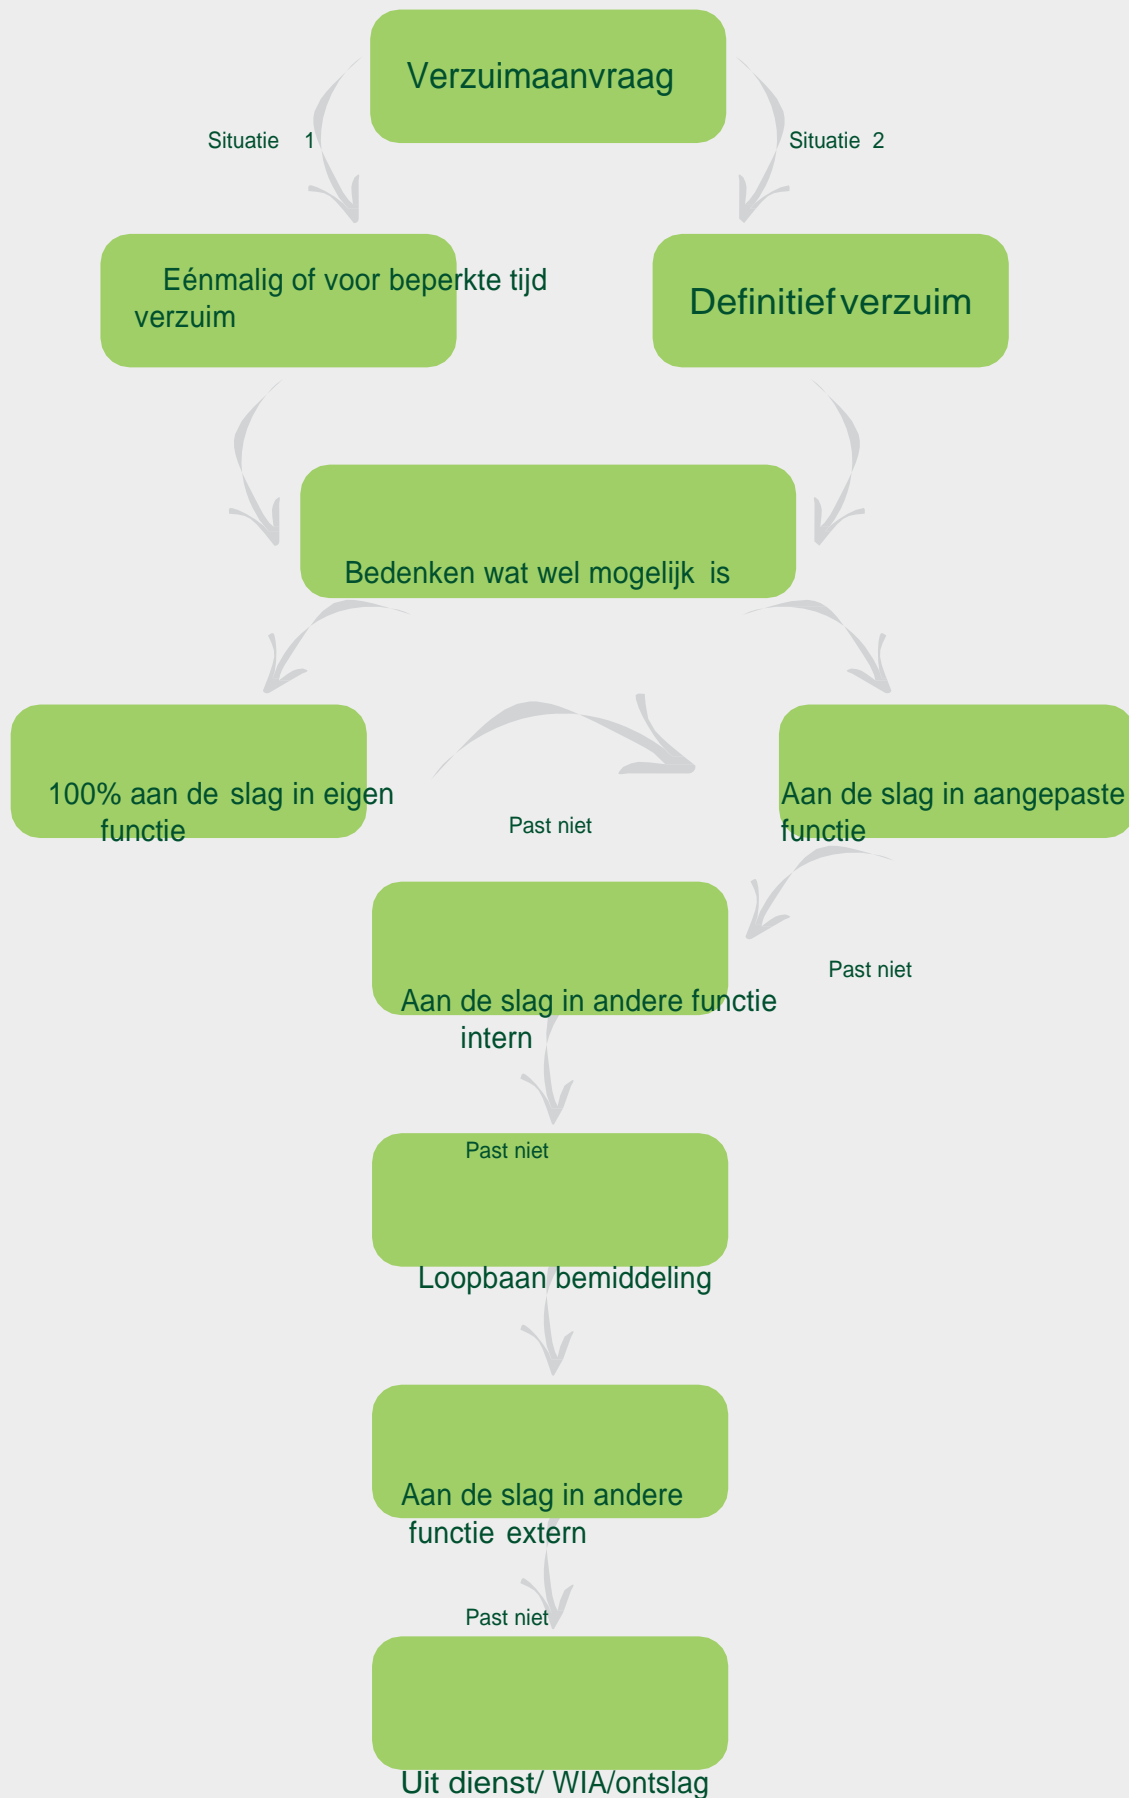 Verzuimaanvraag
Situatie 1
Situatie 2
Eénmalig of voor beperkte tijd
verzuim
Definitief verzuim
Bedenken wat wel mogelijk is
100% aan de slag in eigen
functie
Past niet
Aan de slag in aangepaste
functie
Past niet
Aan de slag in andere functie
intern
Past niet
Loopbaan bemiddeling
Aan de slag in andere
functie extern
Past niet
Uit dienst/ WIA/ontslag